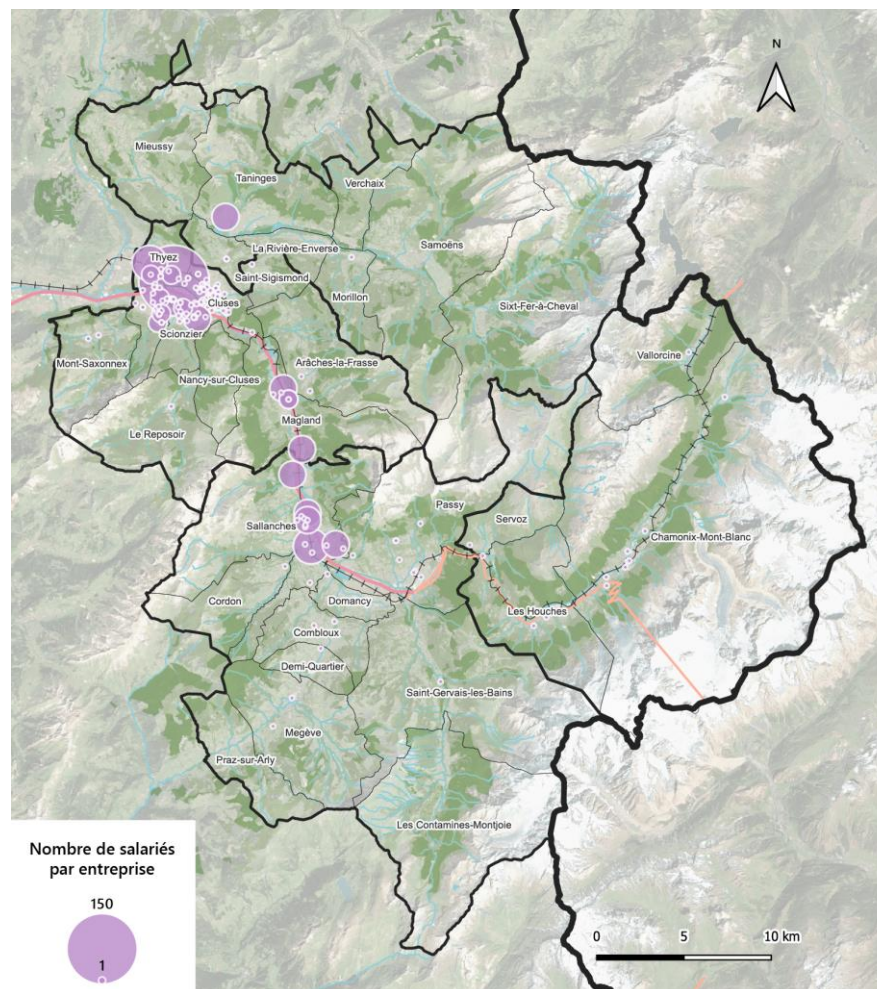 N
Mieussy
Taninges
Verchaix
Samoëns
La Rivière-Enverse
Thyez
Saint-Sigismond
Morillon
Cluses
Sixt-Fer-à-Cheval
Scionzier
Vallorcine
Mont-Saxonnex
Arâches-la-Frasse
Nancy-sur-Cluses
Magland
Le Reposoir
Passy
Servoz
Sallanches
Chamonix-Mont-Blanc
Cordon
Domancy
Les Houches
Combloux
Demi-Quartier
Saint-Gervais-les-Bains
Megève
Praz-sur-Arly
Les Contamines-Montjoie
Nombre de salariés
par entreprise
150
1
0 5 10 km